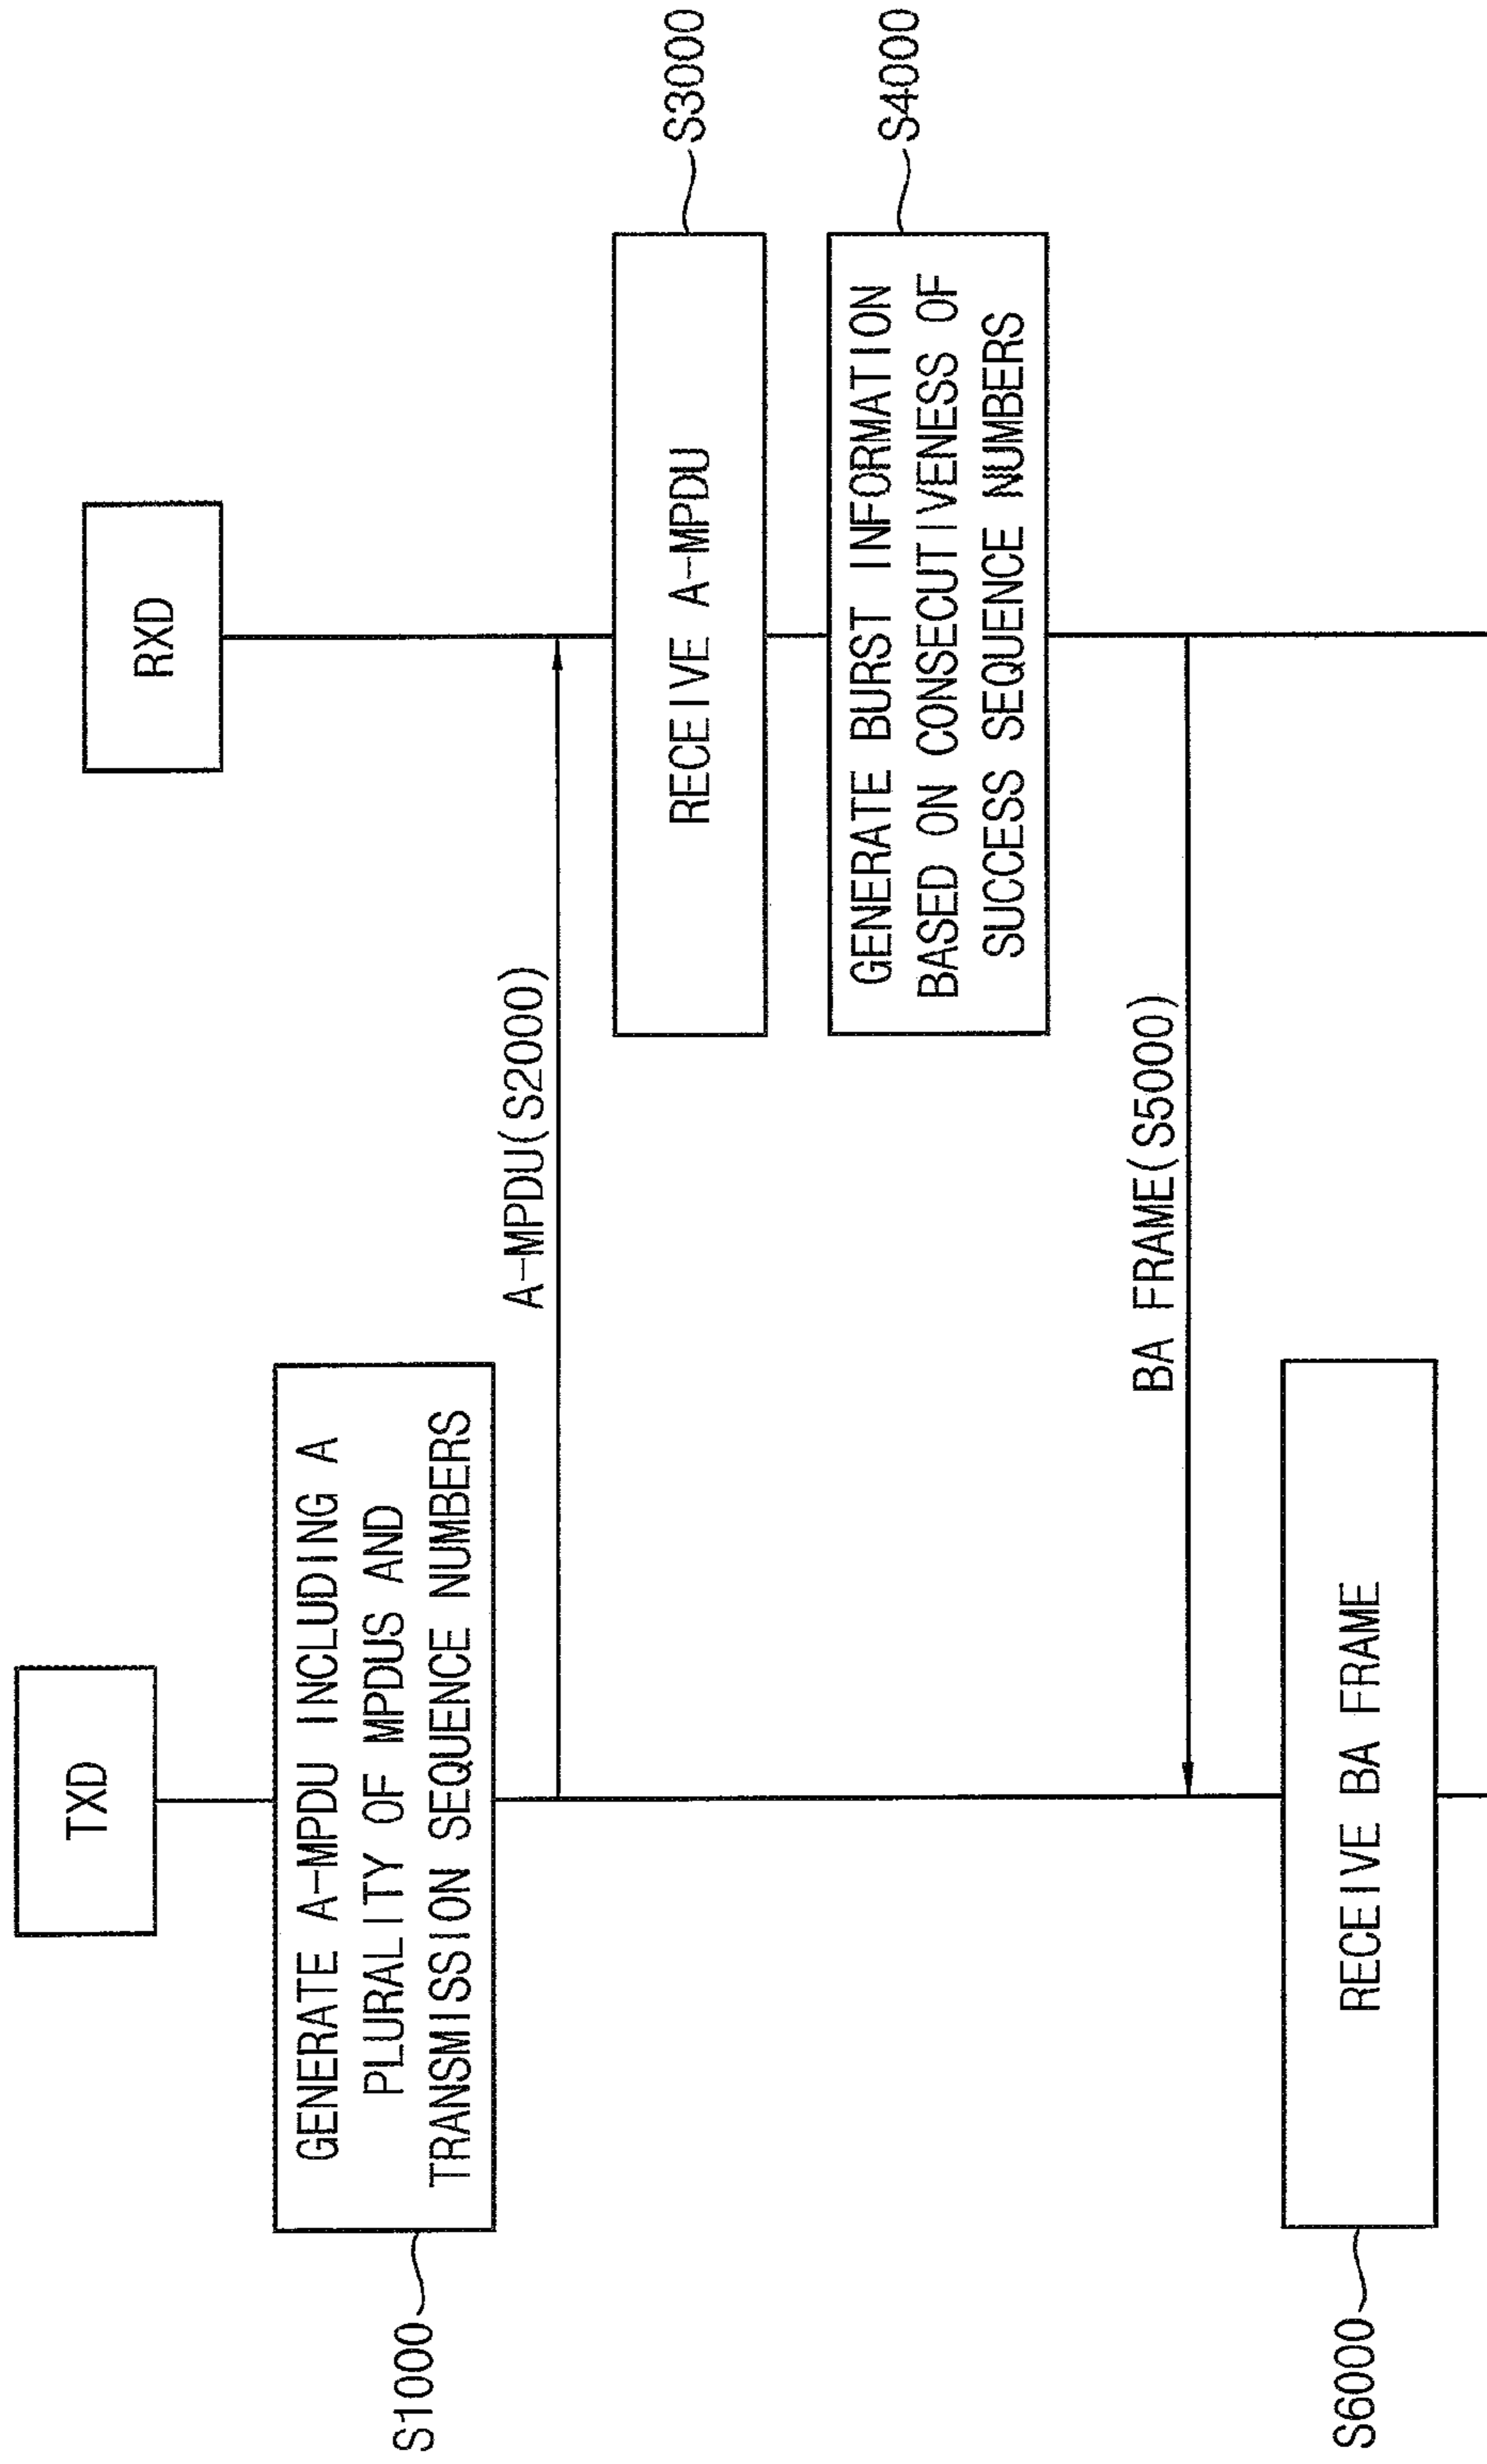 TXD
RXD
S1000
GENERATE A-MPDU INCLUDING A
PLURALITY OF MPDUS AND
TRANSMISSION SEQUENCE NUMBERS
A-MPDU(S2000)
RECEIVE A-MPDU
S3000
GENERATE BURST INFORMATION
BASED ON CONSECUTIVENESS OF
SUCCESS SEQUENCE NUMBERS
S4000
BA FRAME(S5000)
S6000
RECEIVE BA FRAME